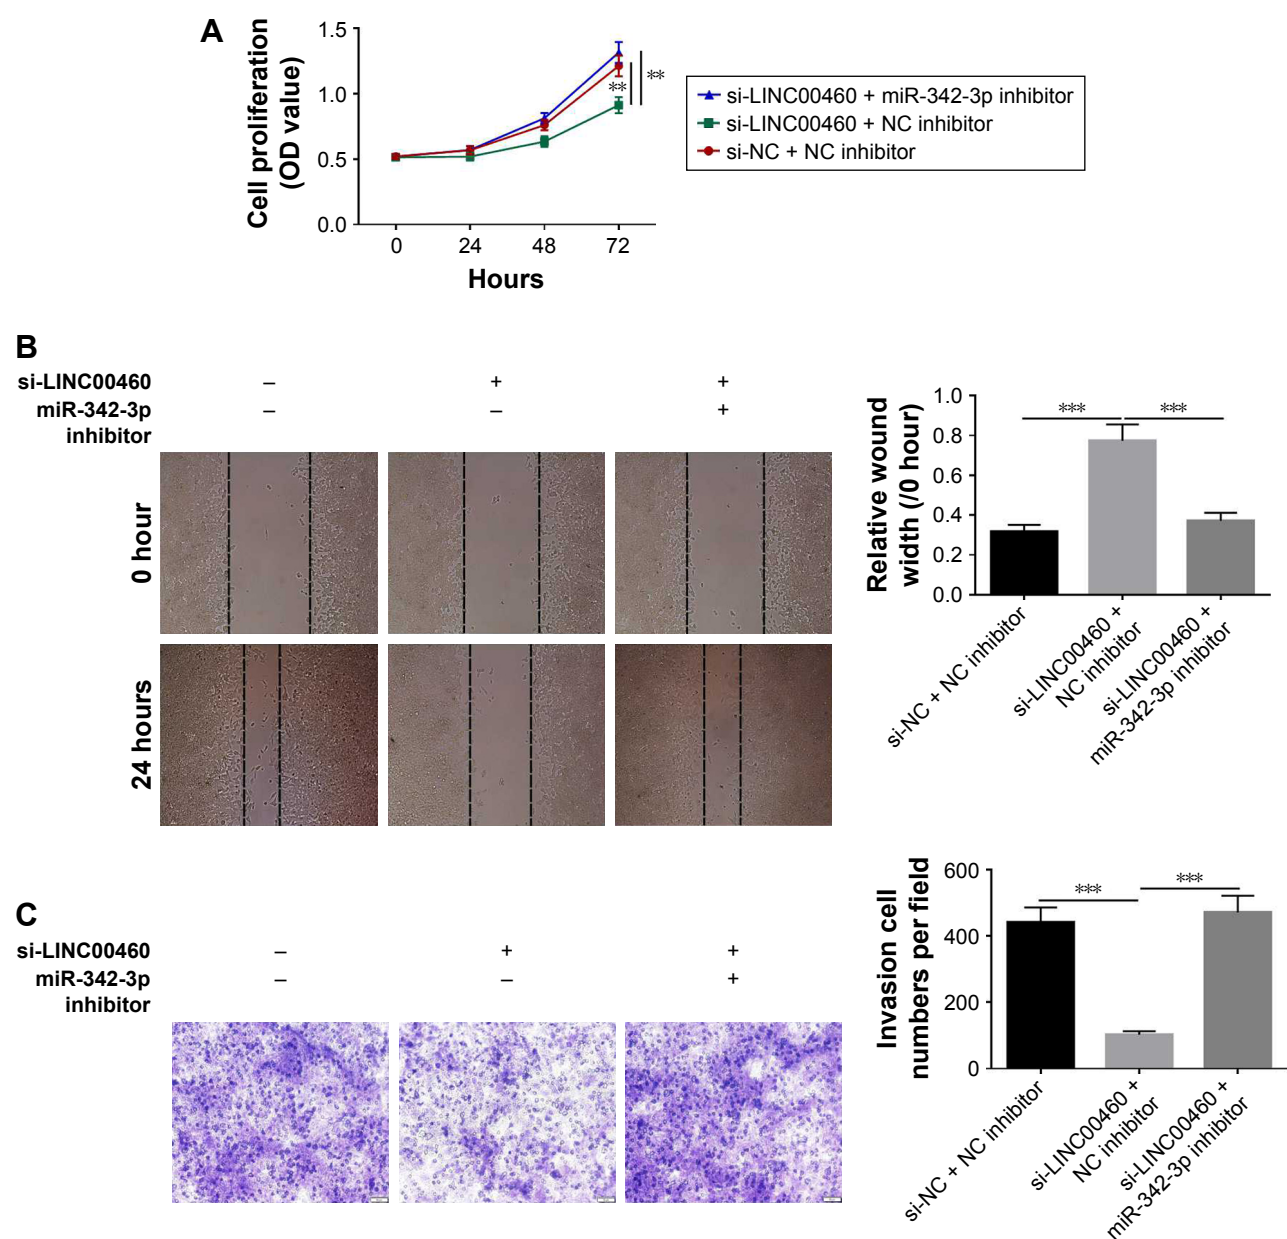 A
Cell proliferation
(OD value)
1.5
1.0
0.5
0.0
**
**
0 24 48 72
Hours
si-LINC00460 + miR-342-3p inhibitor
si-LINC00460 + NC inhibitor
si-NC + NC inhibitor
B
si-LINC00460 – + +
miR-342-3p – – +
inhibitor
0 hour
24 hours
Relative wound
width (/0 hour)
1.0
0.8
0.6
0.4
0.2
0.0
*** ***
si-NC + NC inhibitor
si-LINC00460 +
NC inhibitor
si-LINC00460 +
miR-342-3p inhibitor
C
si-LINC00460 – + +
miR-342-3p – – +
inhibitor
Invasion cell
numbers per field
600
400
200
0
*** ***
si-NC + NC inhibitor
si-LINC00460 +
NC inhibitor
si-LINC00460 +
miR-342-3p inhibitor